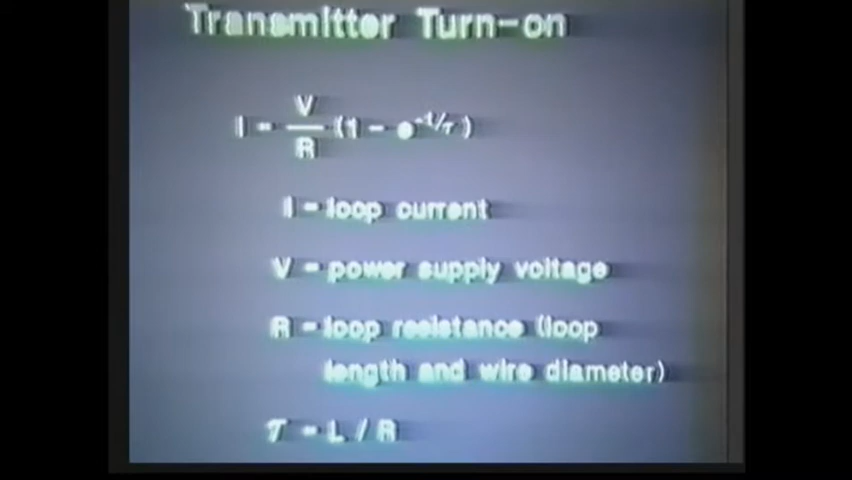 Transmitter Turn-on
I = V/R (1 - e^-t/τ)
I = loop current
V = power supply voltage
R = loop resistance (loop
length and wire diameter)
τ = L / R